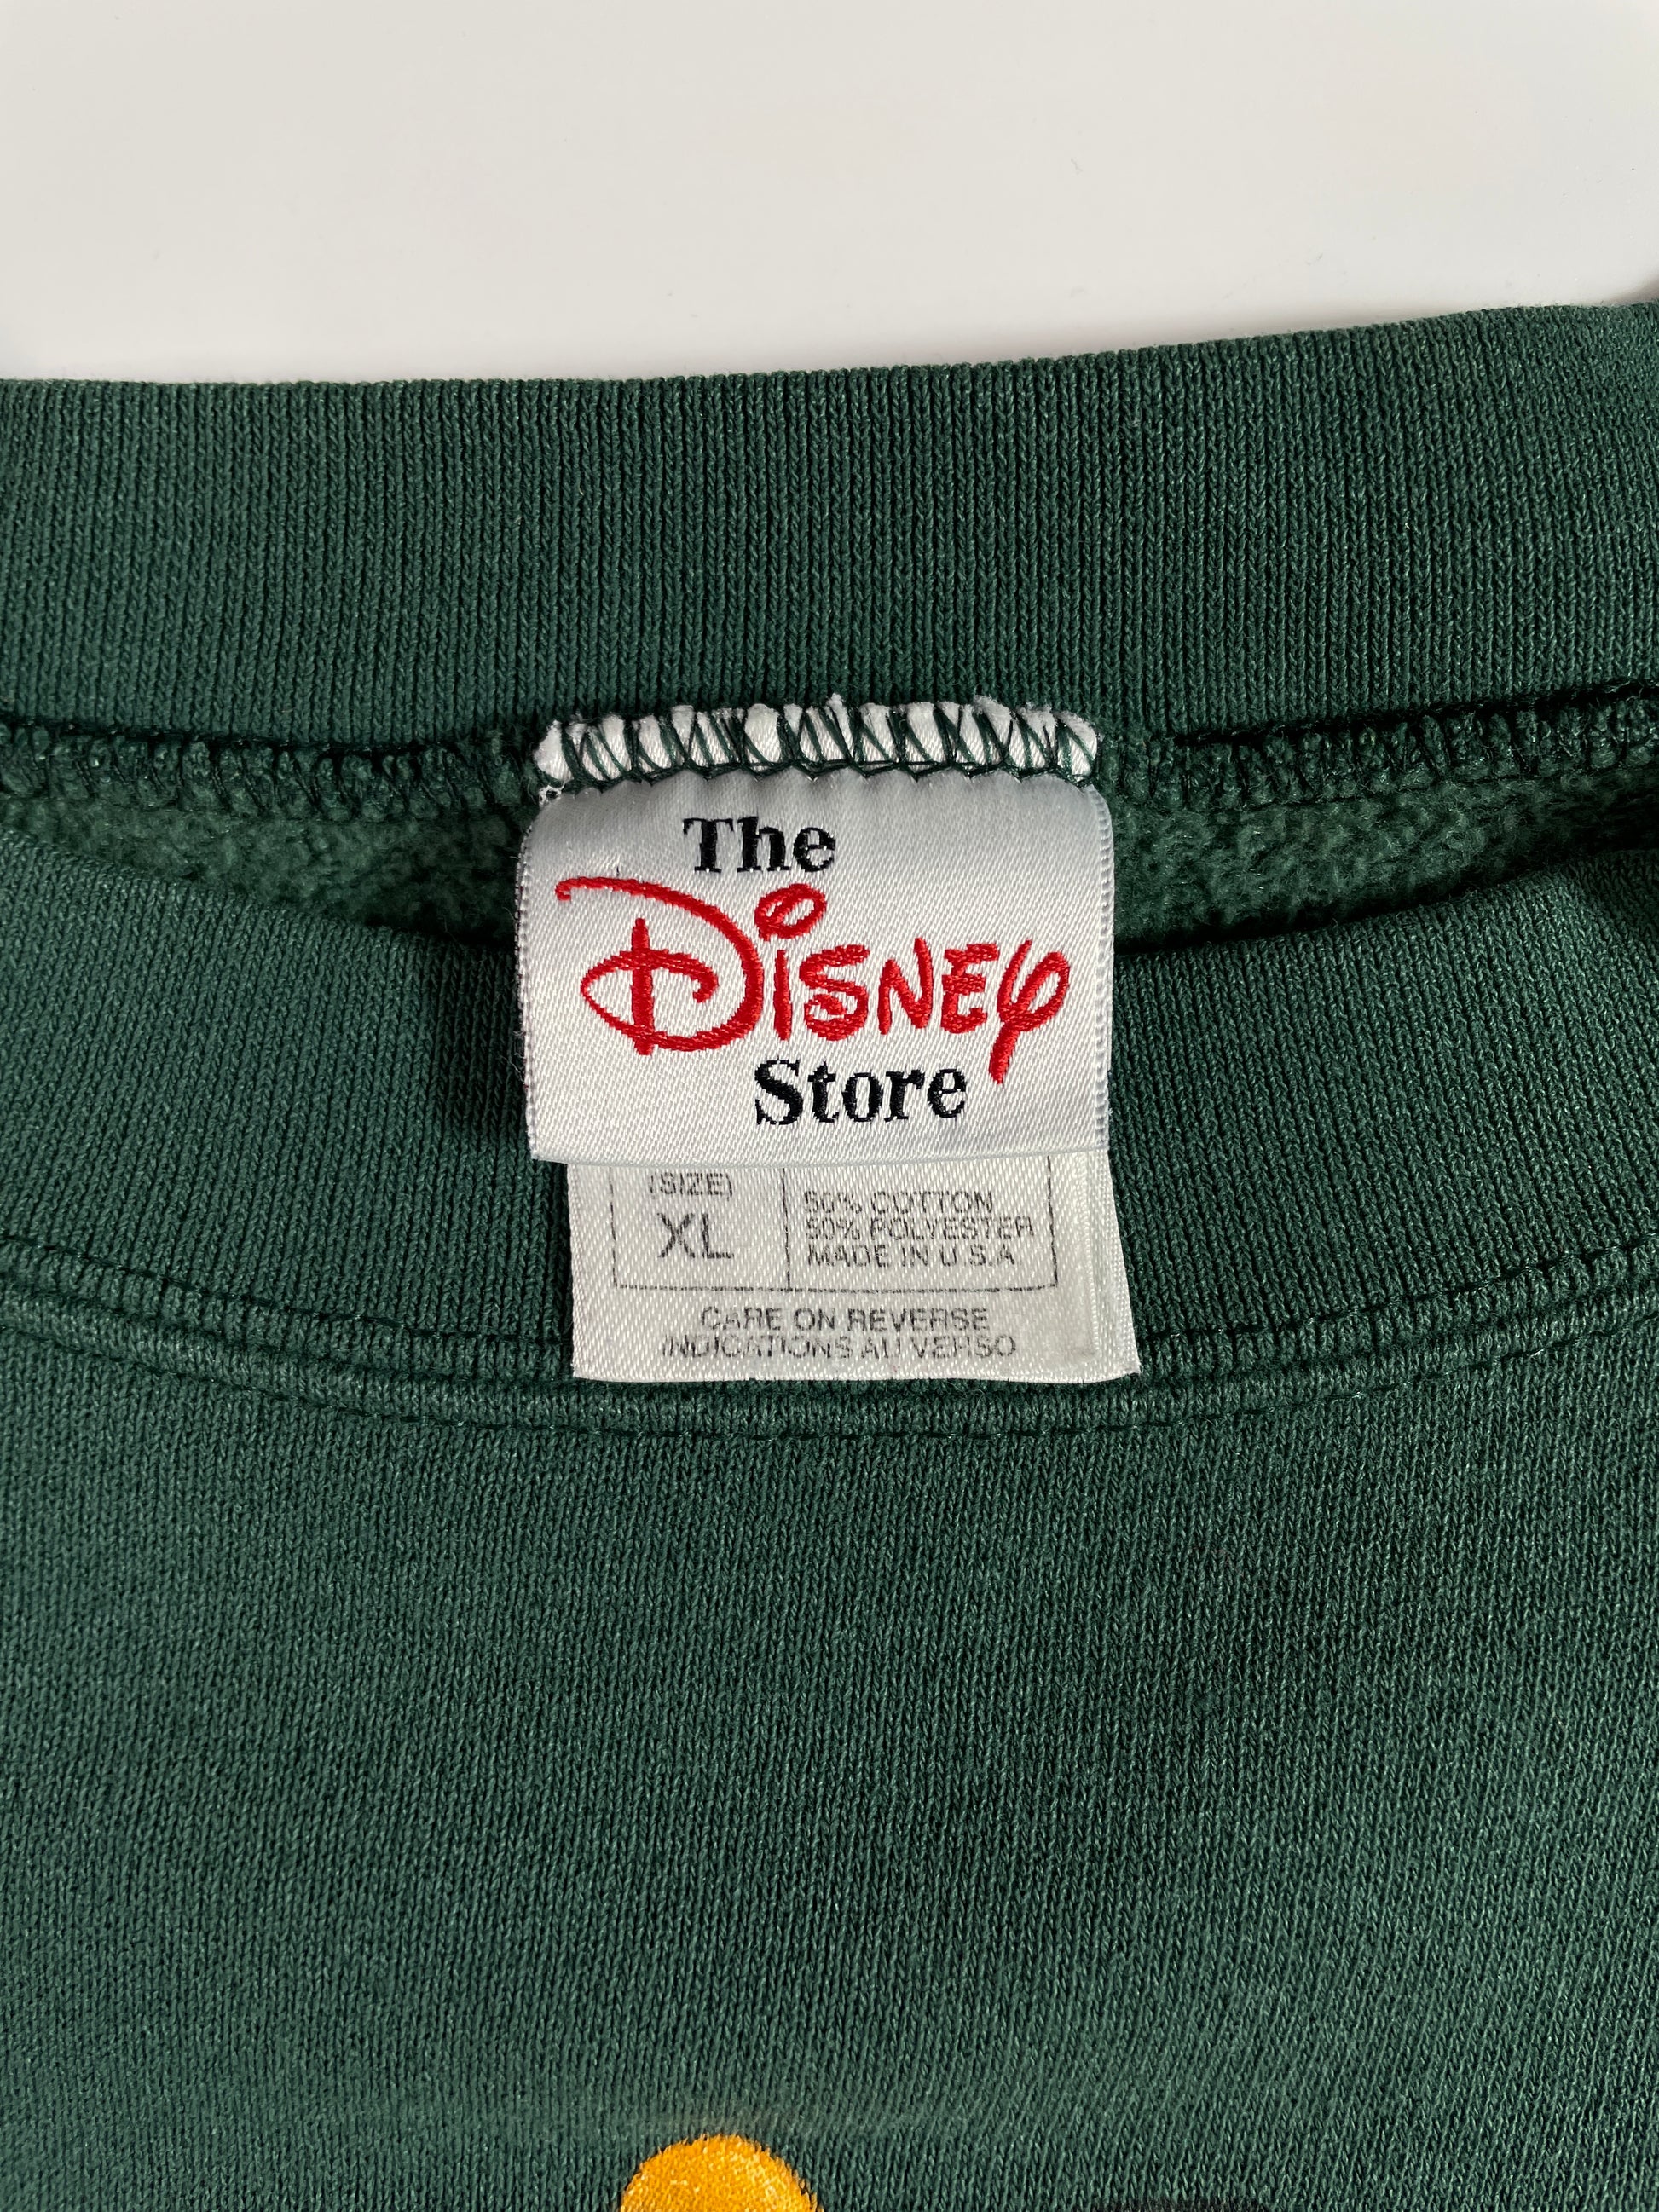 The
Disney
Store
(SIZE)
XL
50% COTTON
50% POLYESTER
MADE IN U.S.A
CARE ON REVERSE
INDICATIONS AU VERSO